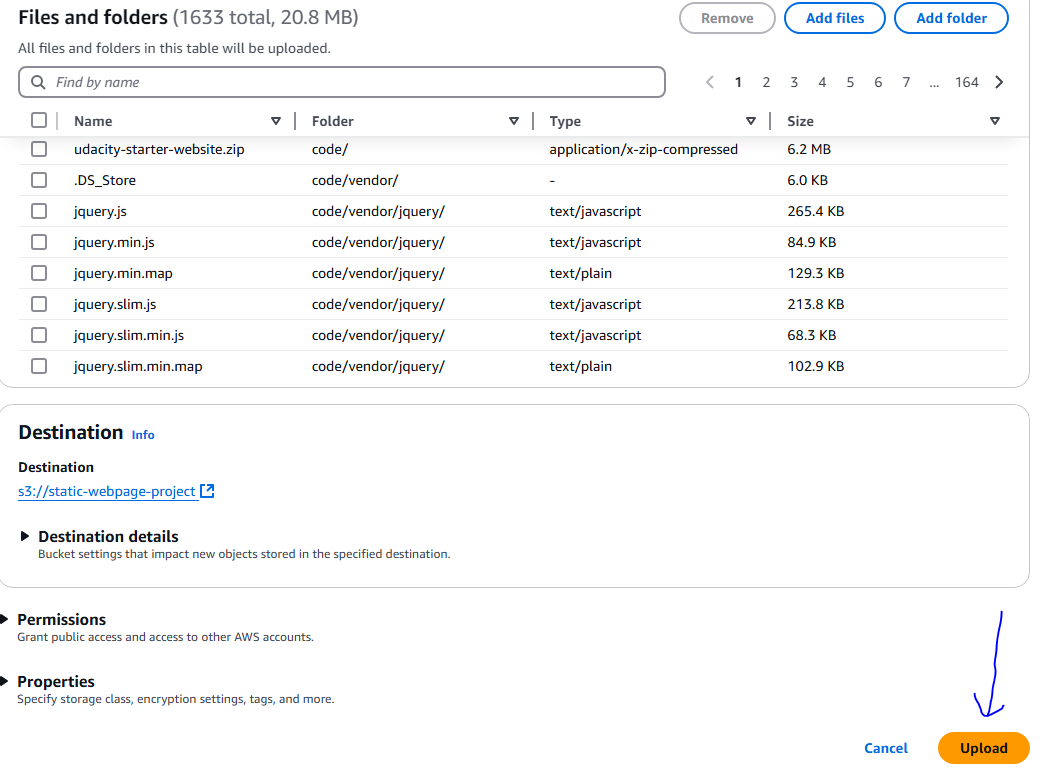 Files and folders (1633 total, 20.8 MB)
Remove
Add files
Add folder
All files and folders in this table will be uploaded.
Find by name
1 2 3 4 5 6 7 ... 164
Name Folder Type Size
udacity-starter-website.zip code/ application/x-zip-compressed 6.2 MB
.DS_Store code/vendor/ - 6.0 KB
jquery.js code/vendor/jquery/ text/javascript 265.4 KB
jquery.min.js code/vendor/jquery/ text/javascript 84.9 KB
jquery.min.map code/vendor/jquery/ text/plain 129.3 KB
jquery.slim.js code/vendor/jquery/ text/javascript 213.8 KB
jquery.slim.min.js code/vendor/jquery/ text/javascript 68.3 KB
jquery.slim.min.map code/vendor/jquery/ text/plain 102.9 KB
Destination Info
Destination
s3://static-webpage-project
Destination details
Bucket settings that impact new objects stored in the specified destination.
Permissions
Grant public access and access to other AWS accounts.
Properties
Specify storage class, encryption settings, tags, and more.
Cancel
Upload